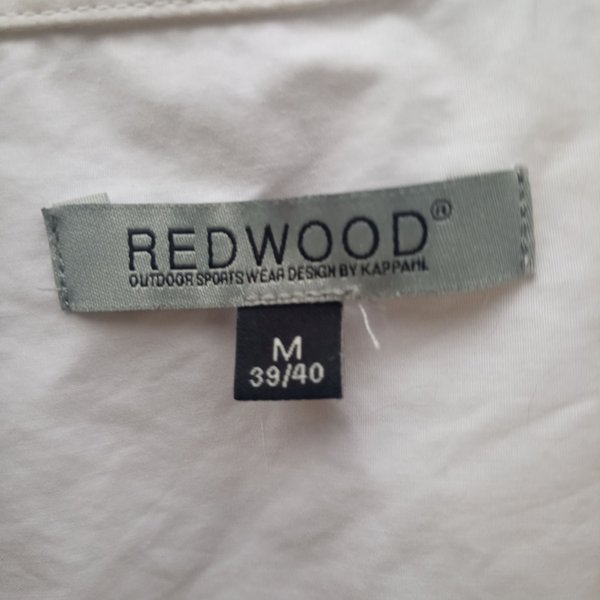 REDWOOD®
OUTDOOR SPORTS WEAR DESIGN BY KAPPAHL
M
39/40